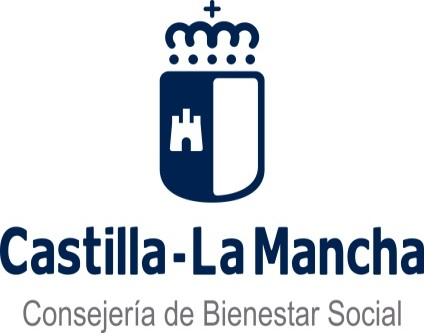 Castilla-La Mancha
Consejería de Bienestar Social